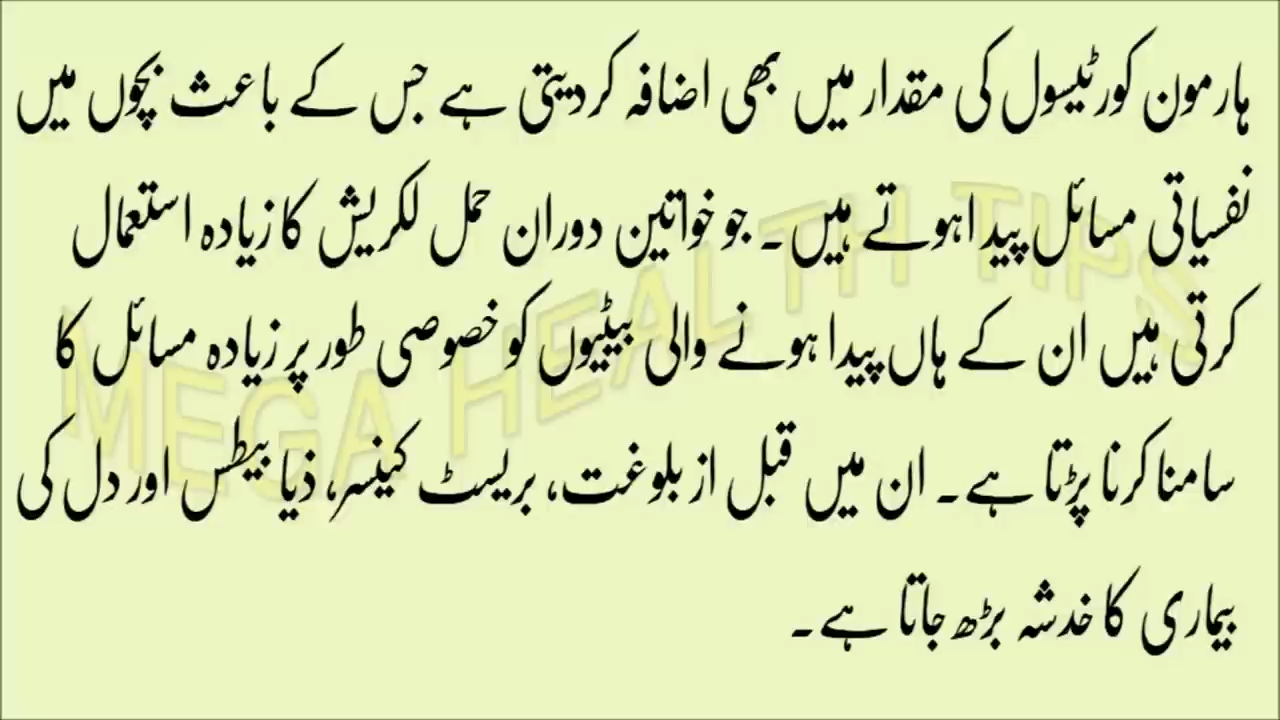 ہارمون کورٹیسول کی مقدار میں بھی اضافہ کردیتی ہے جس کے باعث بچوں میں
نفسیاتی مسائل پیدا ہوتے ہیں۔ جو خواتین دوران حمل لکریش کا زیادہ استعمال
کرتی ہیں ان کے ہاں پیدا ہونے والی بیٹیوں کو خصوصی طور پر زیادہ مسائل کا
سامنا کرنا پڑتا ہے۔ ان میں قبل از بلوغت، بریسٹ کینسر، ذیابیطس اور دل کی
بیماری کا خدشہ بڑھ جاتا ہے۔
MEGA HEALTH TIPS